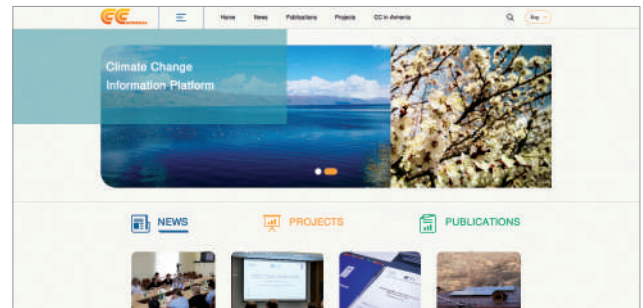 CC
Home News Publications Projects CC in Armenia Eng
Climate Change
Information Platform
NEWS PROJECTS PUBLICATIONS